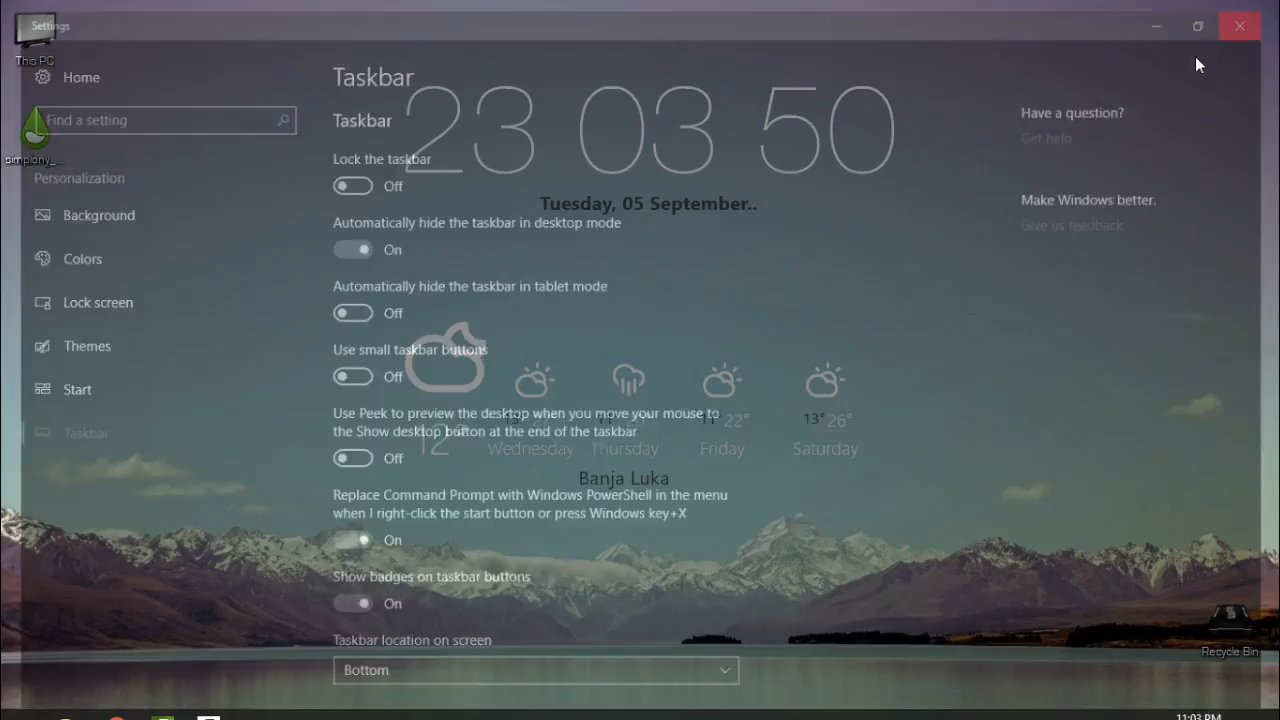 Settings
This PC
Home
Find a setting
simplony_...
Personalization
Background
Colors
Lock screen
Themes
Start
Taskbar
Taskbar
Taskbar
Lock the taskbar
Off
Automatically hide the taskbar in desktop mode
On
Automatically hide the taskbar in tablet mode
Off
Use small taskbar buttons
Off
Use Peek to preview the desktop when you move your mouse to
the Show desktop button at the end of the taskbar
Off
Replace Command Prompt with Windows PowerShell in the menu
when I right-click the start button or press Windows key+X
On
Show badges on taskbar buttons
On
Taskbar location on screen
Bottom
Have a question?
Get help
Make Windows better.
Give us feedback
23 03 50
Tuesday, 05 September..
12°
Wednesday
Thursday
11° 22°
Friday
13° 26°
Saturday
Banja Luka
Recycle Bin
11:03 PM